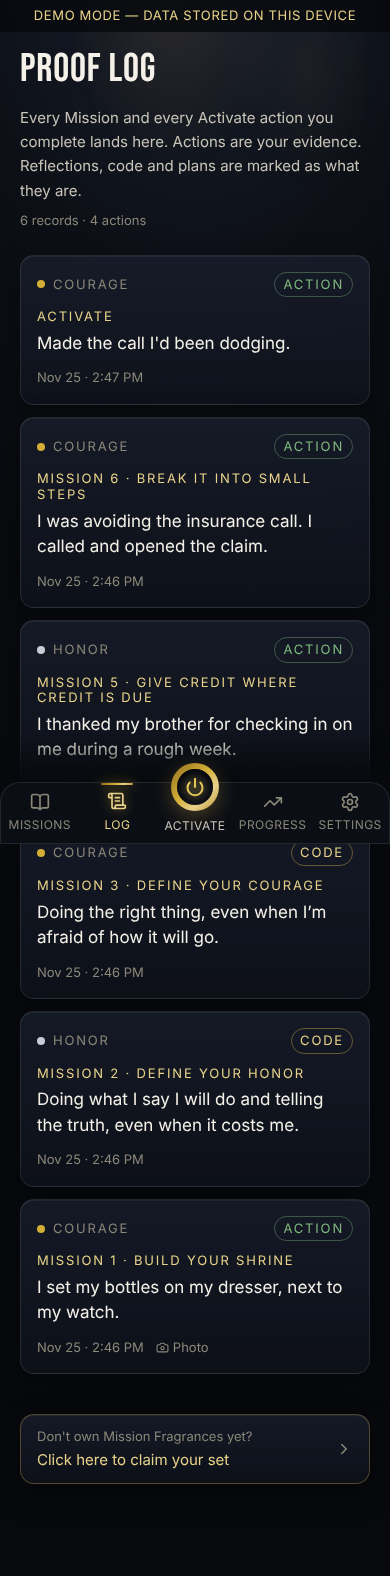 DEMO MODE — DATA STORED ON THIS DEVICE
PROOF LOG
Every Mission and every Activate action you
complete lands here. Actions are your evidence.
Reflections, code and plans are marked as what
they are.
6 records · 4 actions
COURAGE
ACTION
ACTIVATE
Made the call I'd been dodging.
Nov 25 · 2:47 PM
COURAGE
ACTION
MISSION 6 · BREAK IT INTO SMALL
STEPS
I was avoiding the insurance call. I
called and opened the claim.
Nov 25 · 2:46 PM
HONOR
ACTION
MISSION 5 · GIVE CREDIT WHERE
CREDIT IS DUE
I thanked my brother for checking in on
me during a rough week.
MISSIONS
LOG
ACTIVATE
PROGRESS
SETTINGS
COURAGE
CODE
MISSION 3 · DEFINE YOUR COURAGE
Doing the right thing, even when I’m
afraid of how it will go.
Nov 25 · 2:46 PM
HONOR
CODE
MISSION 2 · DEFINE YOUR HONOR
Doing what I say I will do and telling
the truth, even when it costs me.
Nov 25 · 2:46 PM
COURAGE
ACTION
MISSION 1 · BUILD YOUR SHRINE
I set my bottles on my dresser, next to
my watch.
Nov 25 · 2:46 PM
Photo
Don't own Mission Fragrances yet?
Click here to claim your set